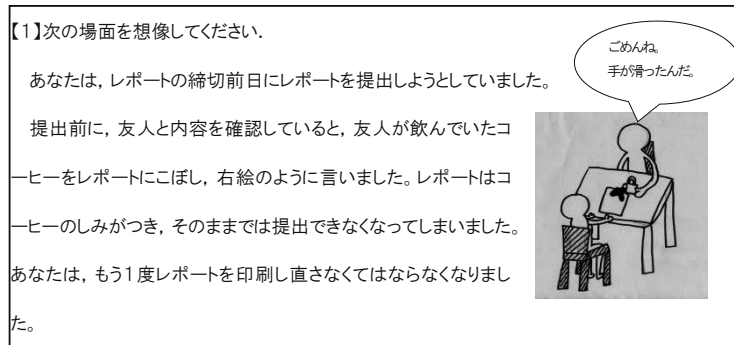 【1】次の場面を想像してください.
あなたは, レポートの締切前日にレポートを提出しようとしていました。
提出前に, 友人と内容を確認していると, 友人が飲んでいたコ
ーヒーをレポートにこぼし, 右絵のように言いました。レポートはコ
ーヒーのしみがつき, そのままでは提出できなくなってしまいました。
あなたは, もう1度レポートを印刷し直さなくてはならなくなりまし
た。
ごめんね。
手が滑ったんだ。